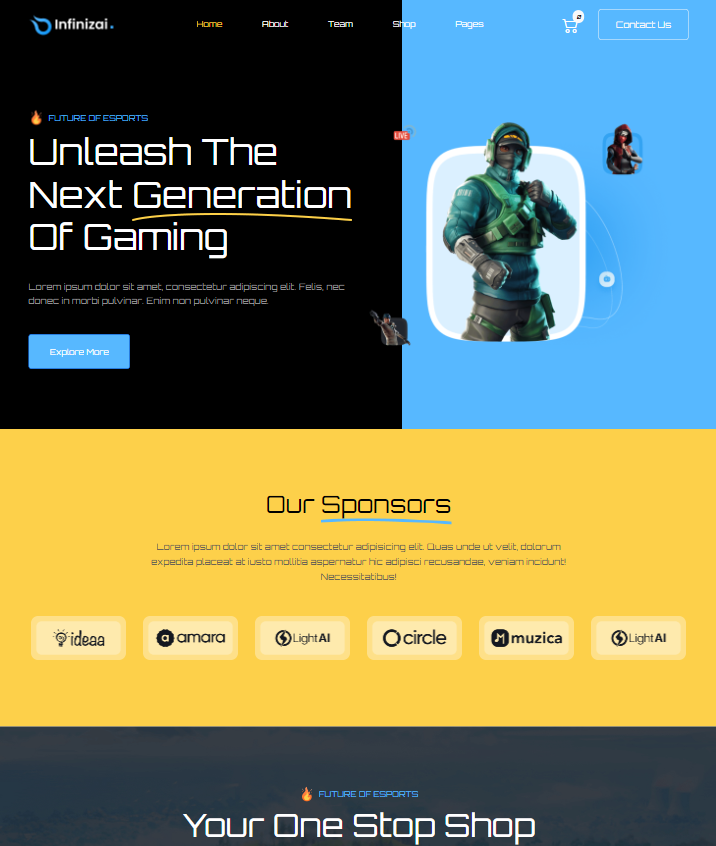 Infinizai
Home
About
Team
Shop
Pages
Contact Us
FUTURE OF ESPORTS
Unleash The
Next Generation
Of Gaming
LIVE
Lorem ipsum dolor sit amet, consectetur adipiscing elit. Felis, nec
donec in morbi pulvinar. Enim non pulvinar neque.
Explore More
Our Sponsors
Lorem ipsum dolor sit amet consectetur adipisicing elit. Quas unde ut velit, dolorum
expedita placeat at iusto mollitia aspernatur hic adipisci recusandae, veniam incidunt!
Necessitatibus!
ideaa
a amara
LightAI
circle
muzica
LightAI
FUTURE OF ESPORTS
Your One Stop Shop